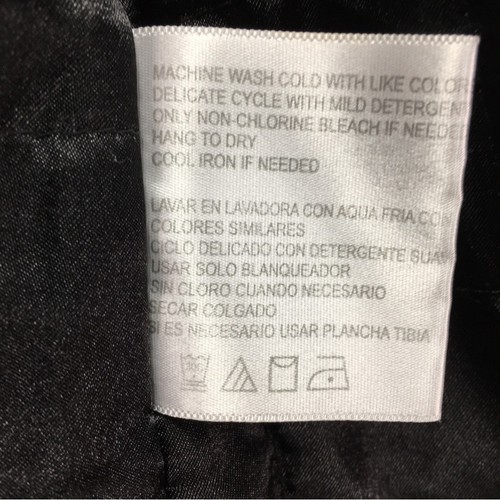 MACHINE WASH COLD WITH LIKE COLOR
DELICATE CYCLE WITH MILD DETERGEN
ONLY NON-CHLORINE BLEACH IF NEEDED
HANG TO DRY
COOL IRON IF NEEDED
LAVAR EN LAVADORA CON AQUA FRIA CON
COLORES SIMILARES
CICLO DELICADO CON DETERGENTE SUA
USAR SOLO BLANQUEADOR
SIN CLORO CUANDO NECESARIO
SECAR COLGADO
SI ES NECESARIO USAR PLANCHA TIBIA